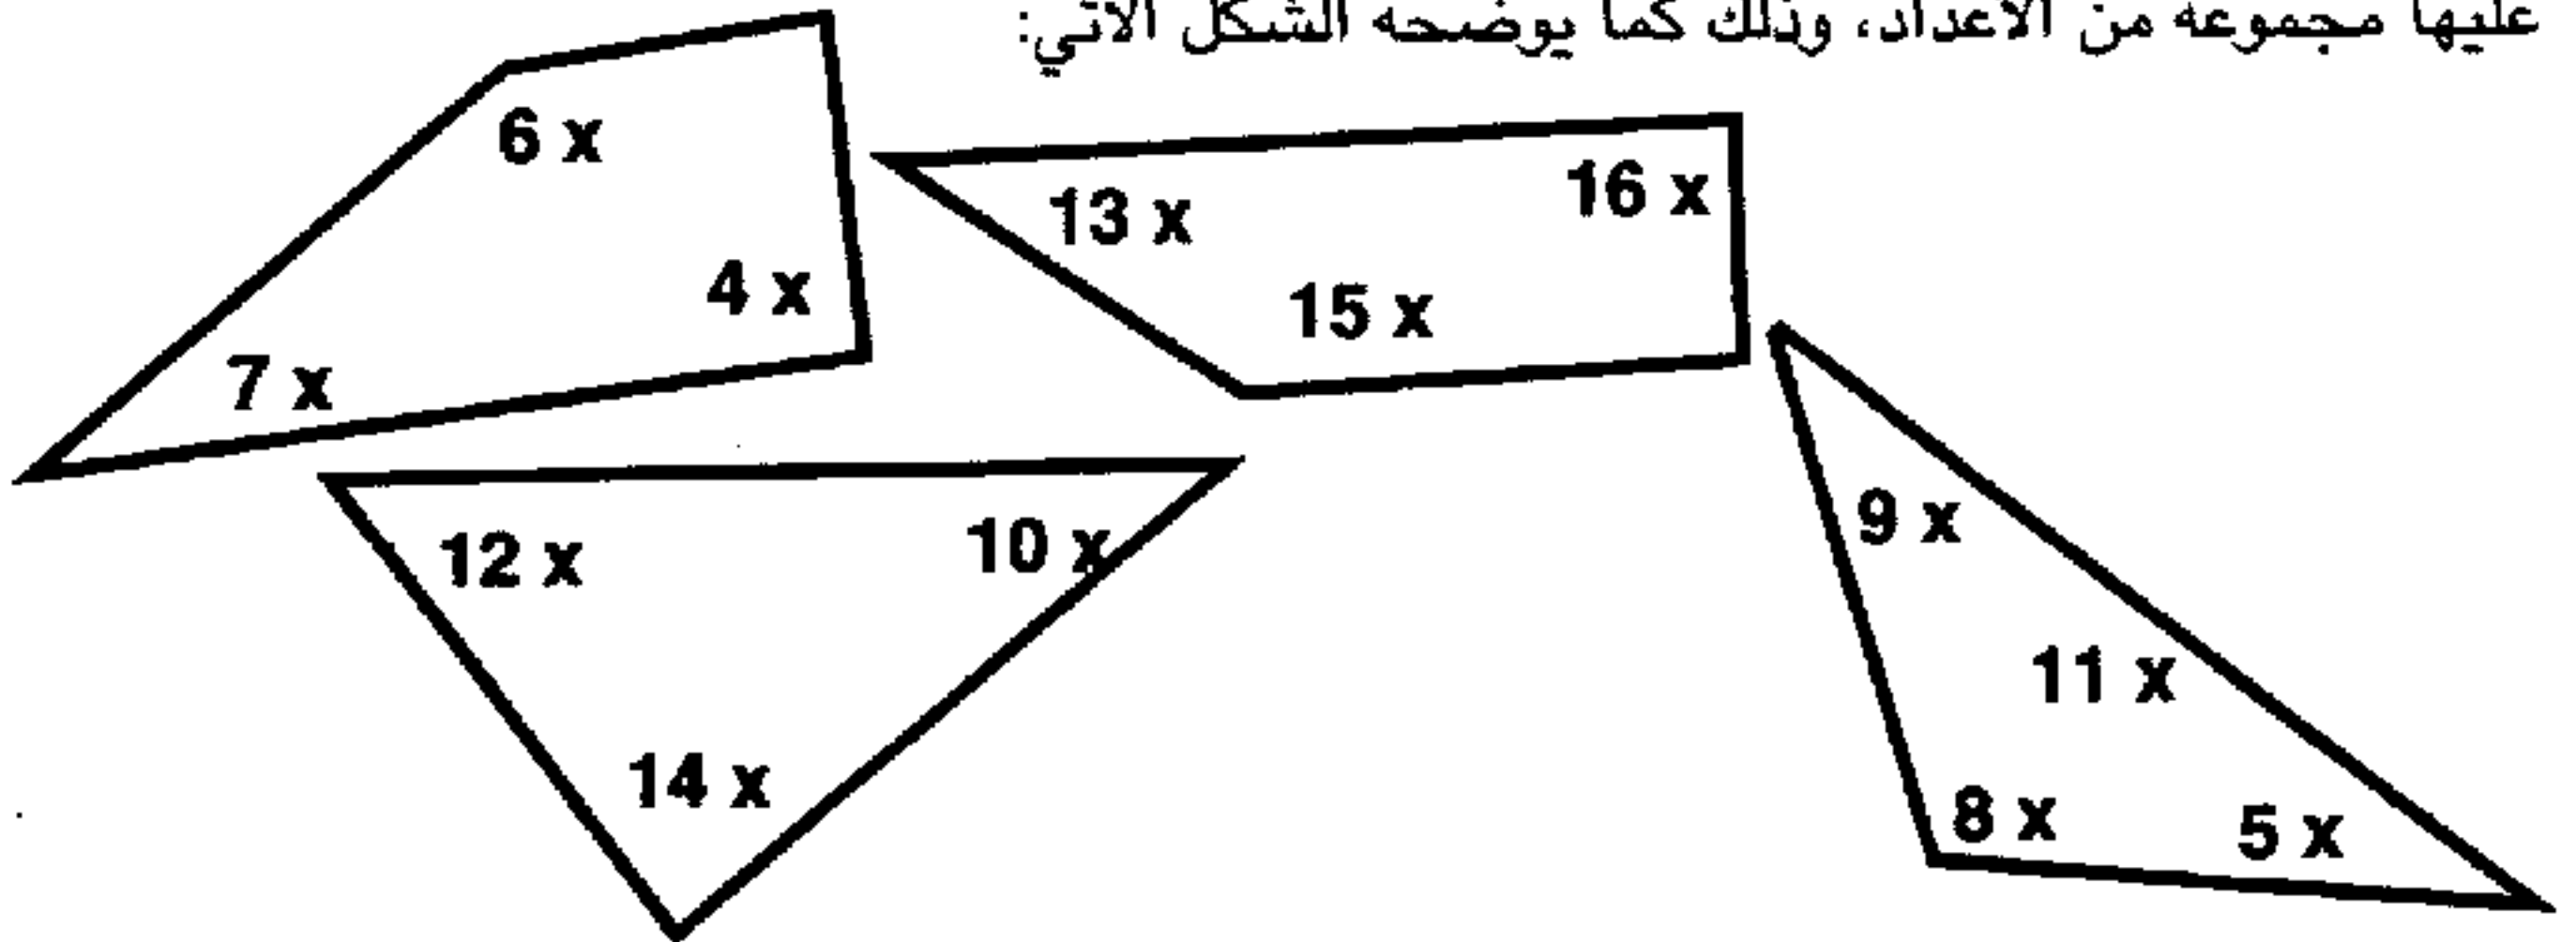 عليها مجموعة من الأعداد، وذلك كما يوضحه الشكل الآتي:
6 x
4 x
7 x
13 x
16 x
15 x
12 x
10 x
14 x
9 x
11 x
8 x
5 x